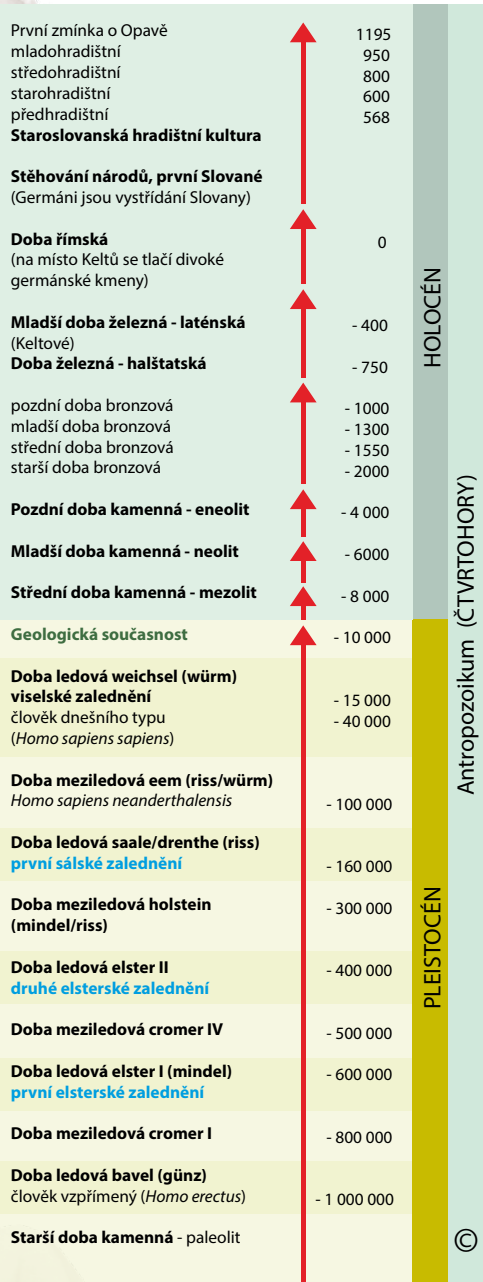 První zmínka o Opavě 1195
mladohradištní 950
středohradištní 800
starohradištní 600
předhradištní 568
Staroslovanská hradištní kultura
Stěhování národů, první Slované
(Germáni jsou vystřídání Slovany)
Doba římská 0
(na místo Keltů se tlačí divoké
germánské kmeny)
Mladší doba železná - laténská - 400
(Keltové)
Doba železná - halštatská - 750
pozdní doba bronzová - 1000
mladší doba bronzová - 1300
střední doba bronzová - 1550
starší doba bronzová - 2000
Pozdní doba kamenná - eneolit - 4 000
Mladší doba kamenná - neolit - 6000
Střední doba kamenná - mezolit - 8 000
Geologická současnost - 10 000
Doba ledová weichsel (würm)
viselské zalednění - 15 000
člověk dnešního typu - 40 000
(Homo sapiens sapiens)
Doba meziledová eem (riss/würm)
Homo sapiens neanderthalensis - 100 000
Doba ledová saale/drenthe (riss)
první sálské zalednění - 160 000
Doba meziledová holstein - 300 000
(mindel/riss)
Doba ledová elster II - 400 000
druhé elsterské zalednění
Doba meziledová cromer IV - 500 000
Doba ledová elster I (mindel) - 600 000
první elsterské zalednění
Doba meziledová cromer I - 800 000
Doba ledová bavel (günz)
člověk vzpřímený (Homo erectus) - 1 000 000
Starší doba kamenná - paleolit
HOLOCÉN
PLEISTOCÉN
Antropozoikum (ČTVRTOHORY)
©